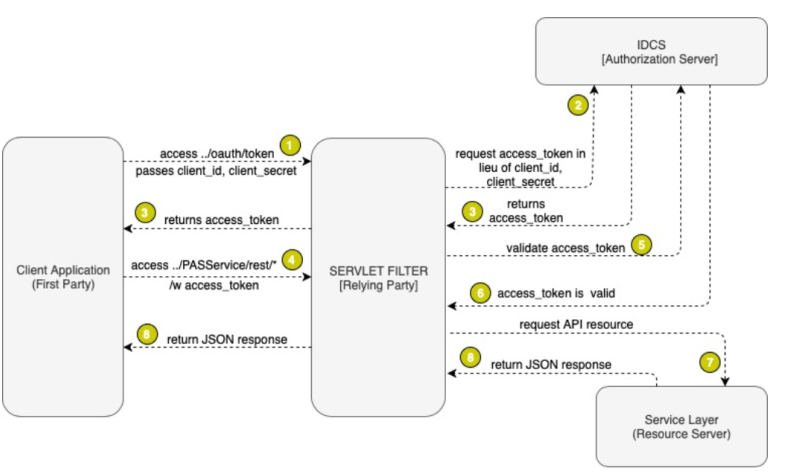 IDCS
[Authorization Server]
2
1
access ../oauth/token
passes client_id, client_secret
request access_token in
lieu of client_id,
client_secret
3
returns access_token
3
returns
access_token
validate access_token
5
access ../PASService/rest/*
4
/w access_token
Client Application
(First Party)
SERVLET FILTER
[Relying Party]
6
access_token is valid
request API resource
8
return JSON response
8
return JSON response
7
Service Layer
(Resource Server)